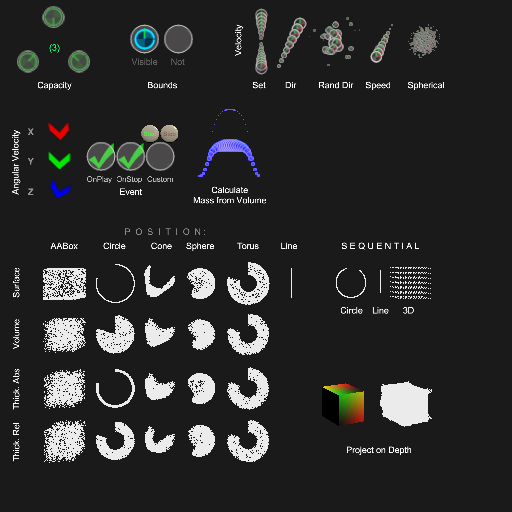 (3)
Capacity
Visible
Not
Bounds
Velocity
Set
Dir
Rand Dir
Speed
Spherical
Angular Velocity
X
Y
Z
OnPlay
OnStop
Custom
Event
Calculate
Mass from Volume
POSITION:
AABox
Circle
Cone
Sphere
Torus
Line
Surface
Volume
Thick. Abs
Thick. Rel
SEQUENTIAL
Circle
Line
3D
Project on Depth